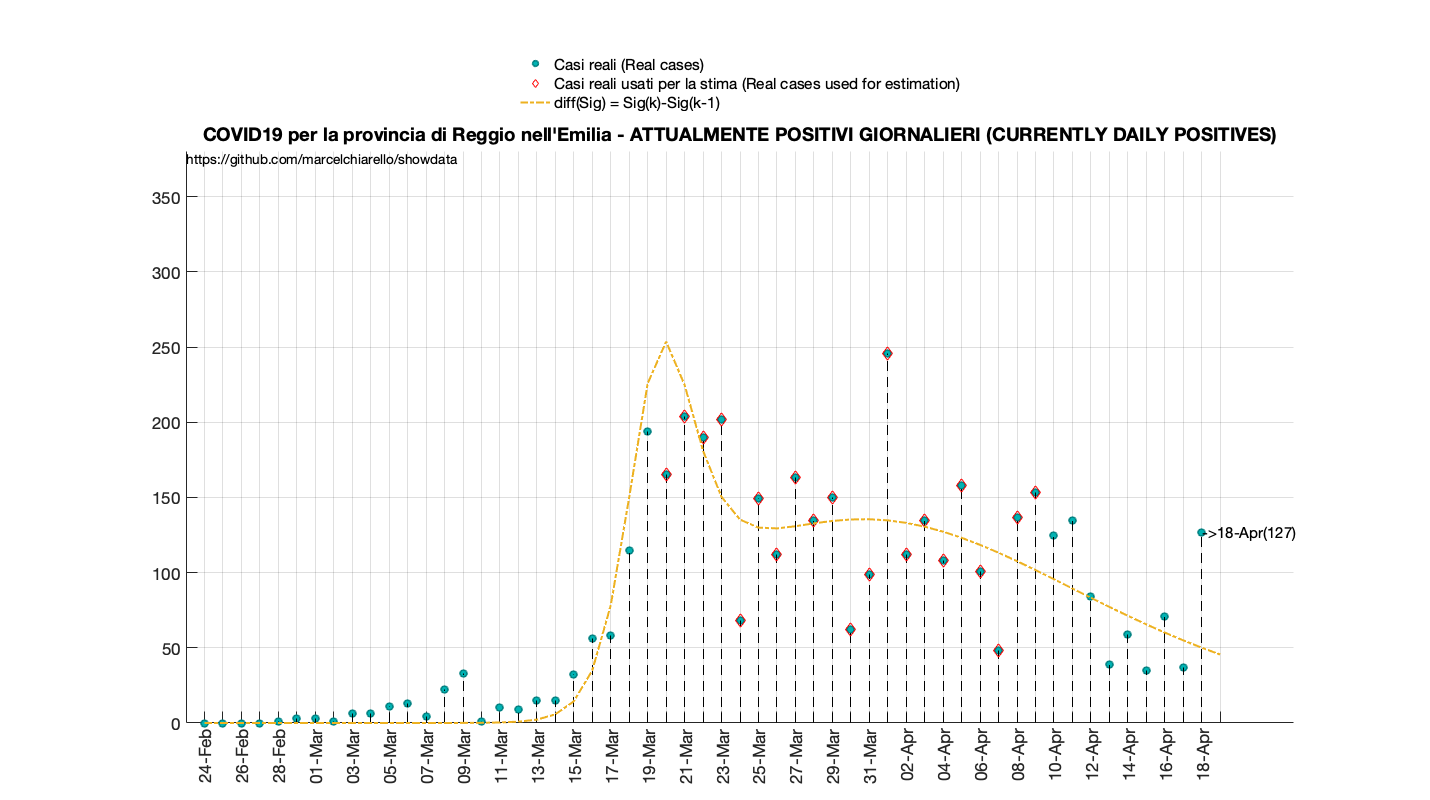 Casi reali (Real cases)
Casi reali usati per la stima (Real cases used for estimation)
diff(Sig) = Sig(k)-Sig(k-1)
COVID19 per la provincia di Reggio nell'Emilia - ATTUALMENTE POSITIVI GIORNALIERI (CURRENTLY DAILY POSITIVES)
https://github.com/marcelchiarello/showdata
350
300
250
200
150
100
50
0
->18-Apr(127)
24-Feb
26-Feb
28-Feb
01-Mar
03-Mar
05-Mar
07-Mar
09-Mar
11-Mar
13-Mar
15-Mar
17-Mar
19-Mar
21-Mar
23-Mar
25-Mar
27-Mar
29-Mar
31-Mar
02-Apr
04-Apr
06-Apr
08-Apr
10-Apr
12-Apr
14-Apr
16-Apr
18-Apr